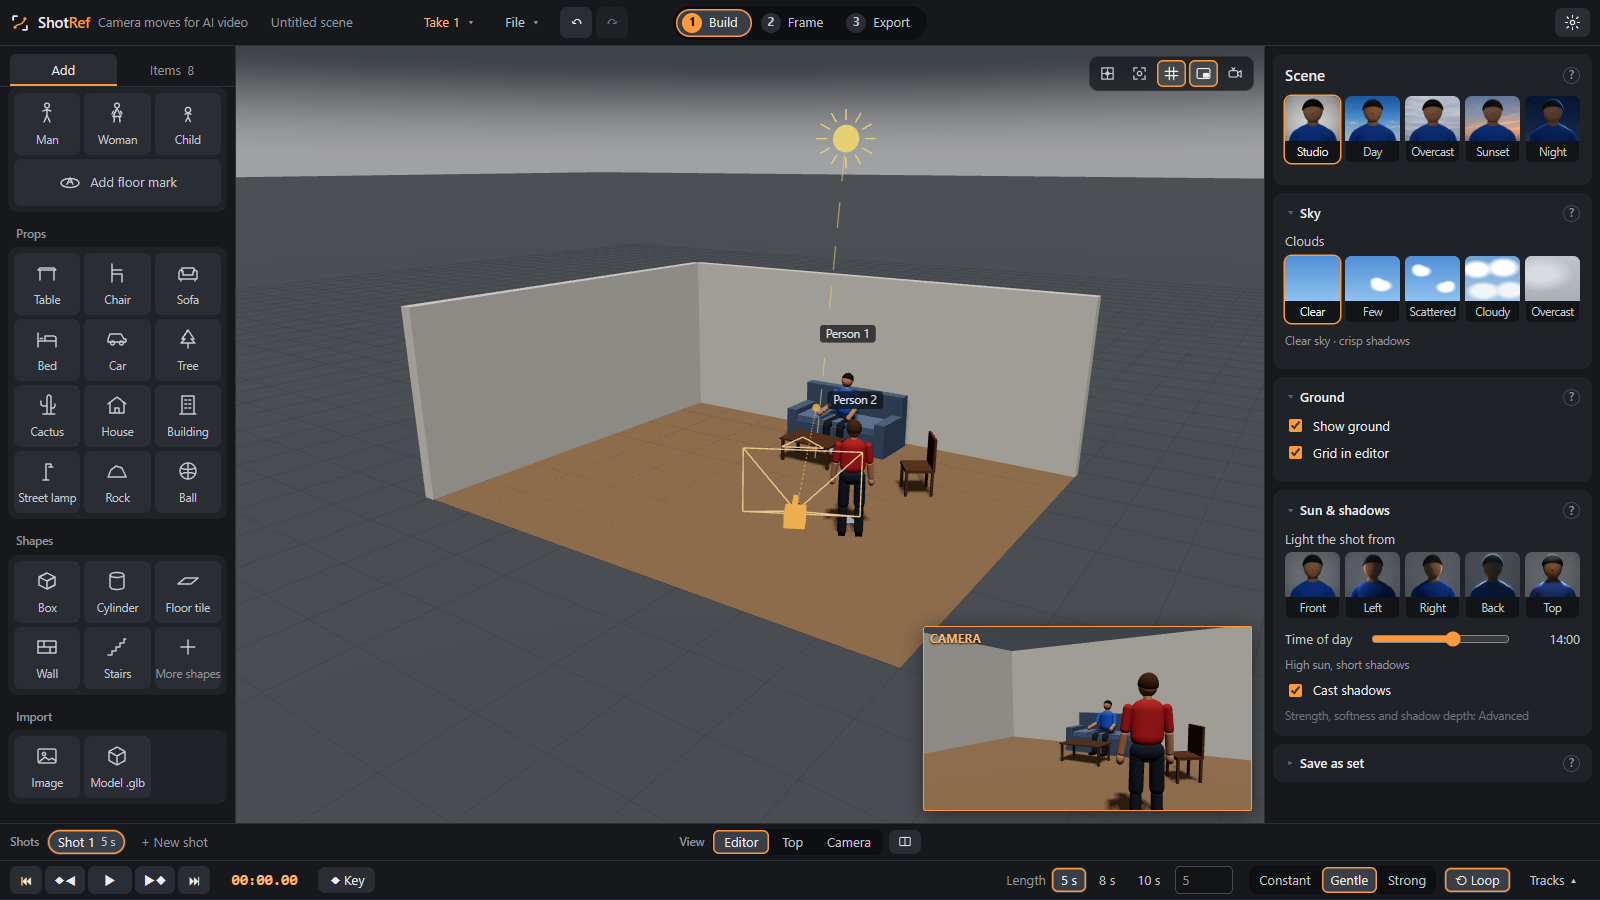 ShotRef Camera moves for AI video Untitled scene Take 1 File 1 Build 2 Frame 3 Export
Add Items 8
Man Woman Child
Add floor mark
Props
Table Chair Sofa
Bed Car Tree
Cactus House Building
Street lamp Rock Ball
Shapes
Box Cylinder Floor tile
Wall Stairs More shapes
Import
Image Model .glb
Person 1
Person 2
CAMERA
Scene
Studio Day Overcast Sunset Night
Sky
Clouds
Clear Few Scattered Cloudy Overcast
Clear sky · crisp shadows
Ground
Show ground
Grid in editor
Sun & shadows
Light the shot from
Front Left Right Back Top
Time of day 14:00
High sun, short shadows
Cast shadows
Strength, softness and shadow depth: Advanced
Save as set
Shots Shot 1 5 s + New shot View Editor Top Camera
00:00.00 Key Length 5 s 8 s 10 s 5 Constant Gentle Strong Loop Tracks